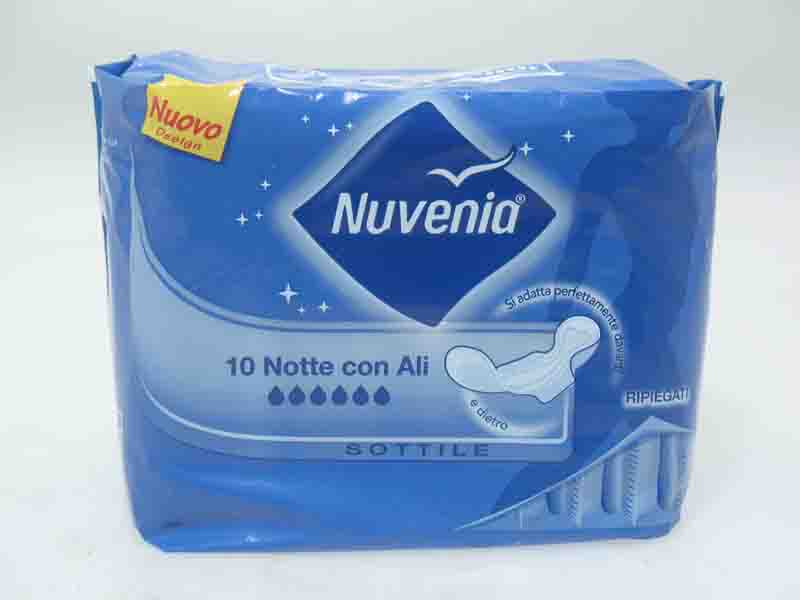 Nuovo
Design
Nuvenia®
Si adatta perfettamente davanti
e dietro
10 Notte con Ali
RIPIEGATI
SOTTILE